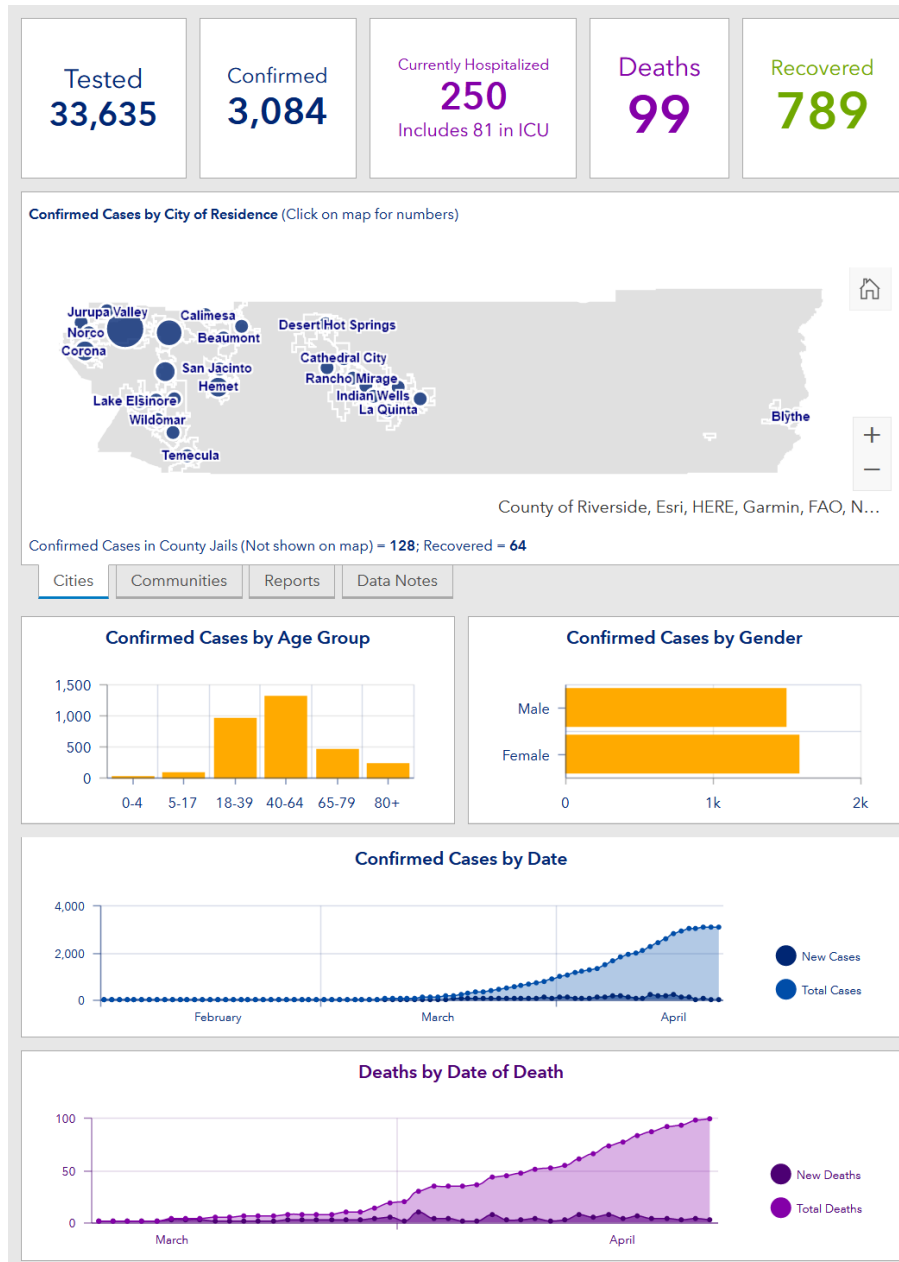 Tested
33,635
Confirmed
3,084
Currently Hospitalized
250
Includes 81 in ICU
Deaths
99
Recovered
789
Confirmed Cases by City of Residence (Click on map for numbers)
Jurupa Valley
Calimesa
Norco
Beaumont
Desert Hot Springs
Corona
Cathedral City
San Jacinto
Rancho Mirage
Hemet
Indian Wells
Lake Elsinore
La Quinta
Wildomar
Blythe
Temecula
+
−
County of Riverside, Esri, HERE, Garmin, FAO, N...
Confirmed Cases in County Jails (Not shown on map) = 128; Recovered = 64
Cities Communities Reports Data Notes
Confirmed Cases by Age Group
1,500
1,000
500
0
0-4 5-17 18-39 40-64 65-79 80+
Confirmed Cases by Gender
Male
Female
0 1k 2k
Confirmed Cases by Date
4,000
2,000
0
February March April
New Cases
Total Cases
Deaths by Date of Death
100
50
0
March April
New Deaths
Total Deaths